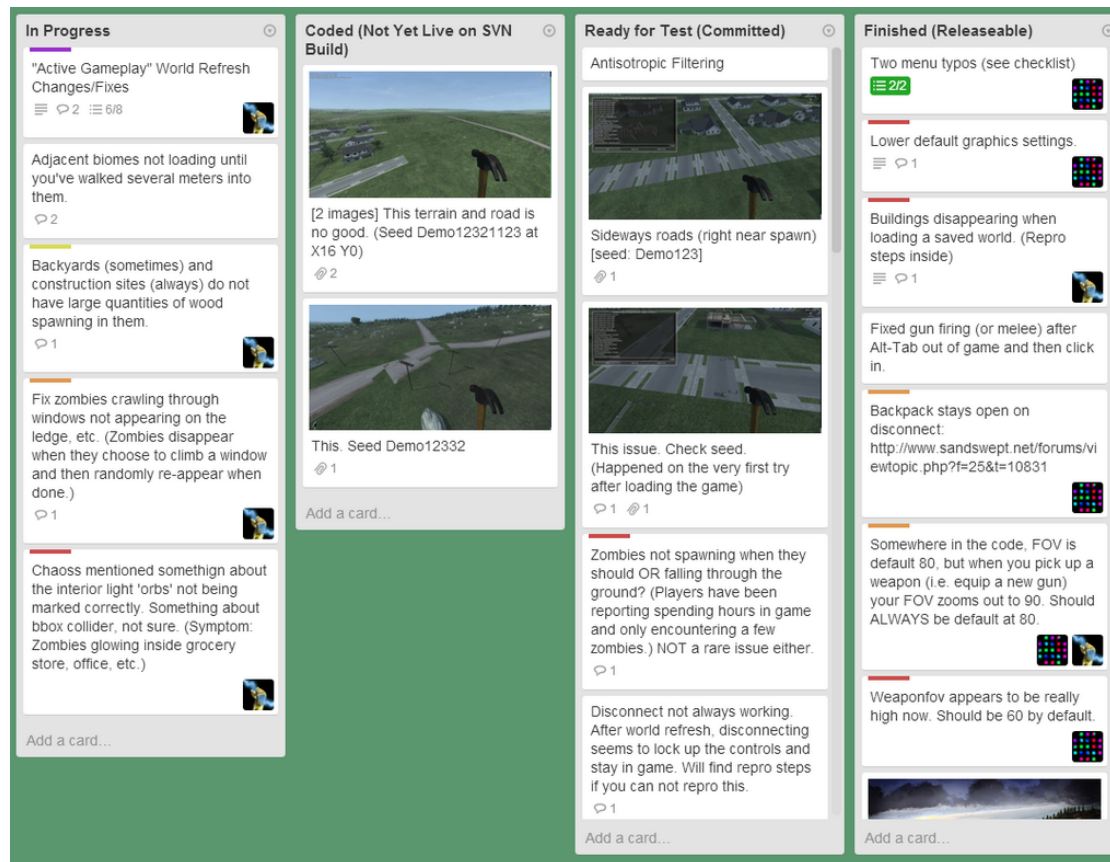 In Progress
"Active Gameplay" World Refresh
Changes/Fixes
2 6/8
Adjacent biomes not loading until
you've walked several meters into
them.
2
Backyards (sometimes) and
construction sites (always) do not
have large quantities of wood
spawning in them.
1
Fix zombies crawling through
windows not appearing on the
ledge, etc. (Zombies disappear
when they choose to climb a window
and then randomly re-appear when
done.)
1
Chaoss mentioned somethign about
the interior light 'orbs' not being
marked correctly. Something about
bbox collider, not sure. (Symptom:
Zombies glowing inside grocery
store, office, etc.)
Add a card...
Coded (Not Yet Live on SVN
Build)
[2 images] This terrain and road is
no good. (Seed Demo12321123 at
X16 Y0)
2
This. Seed Demo12332
1
Add a card...
Ready for Test (Committed)
Antisotropic Filtering
Sideways roads (right near spawn)
[seed: Demo123]
1
This issue. Check seed.
(Happened on the very first try
after loading the game)
1 1
Zombies not spawning when they
should OR falling through the
ground? (Players have been
reporting spending hours in game
and only encountering a few
zombies.) NOT a rare issue either.
1
Disconnect not always working.
After world refresh, disconnecting
seems to lock up the controls and
stay in game. Will find repro steps
if you can not repro this.
1
Add a card...
Finished (Releaseable)
Two menu typos (see checklist)
2/2
Lower default graphics settings.
1
Buildings disappearing when
loading a saved world. (Repro
steps inside)
1
Fixed gun firing (or melee) after
Alt-Tab out of game and then click
in.
Backpack stays open on
disconnect:
http://www.sandswept.net/forums/vi
ewtopic.php?f=25&t=10831
Somewhere in the code, FOV is
default 80, but when you pick up a
weapon (i.e. equip a new gun)
your FOV zooms out to 90. Should
ALWAYS be default at 80.
Weaponfov appears to be really
high now. Should be 60 by default.
Add a card...